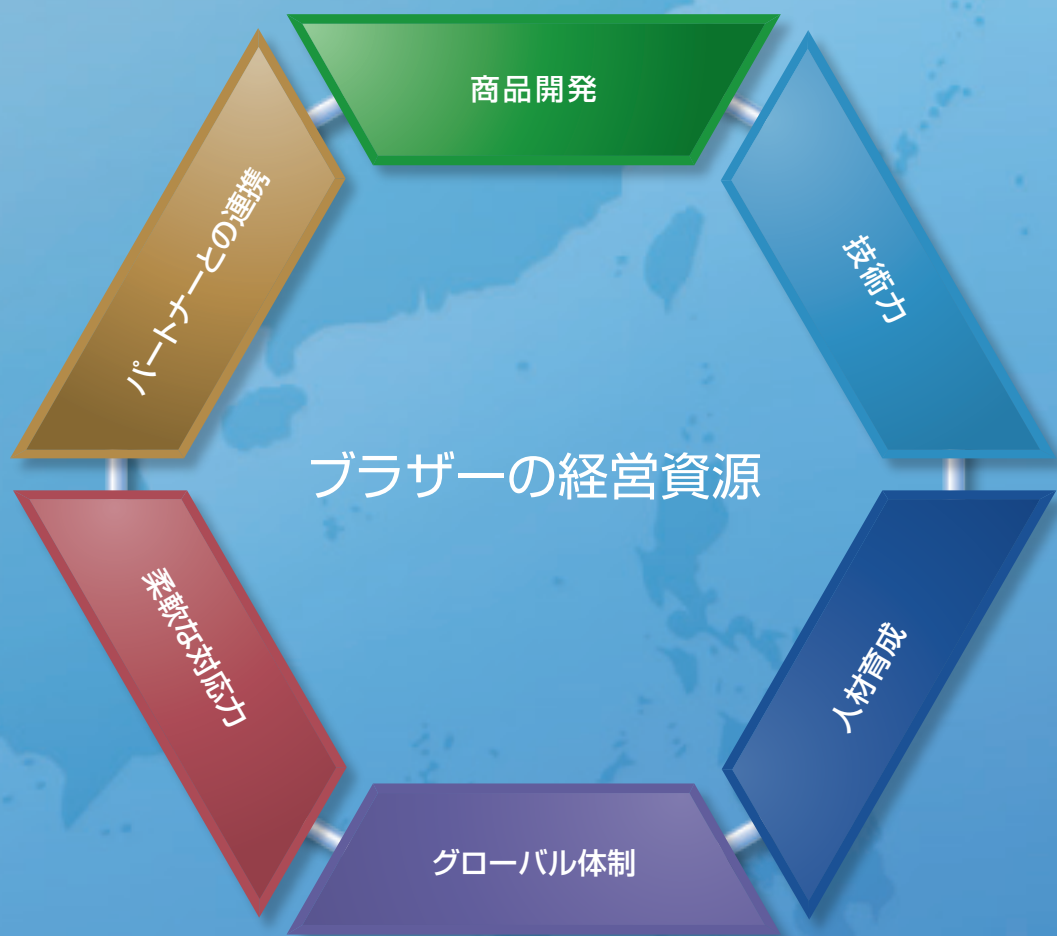 商品開発
技術力
人材育成
グローバル体制
柔軟な対応力
パートナーとの連携
ブラザーの経営資源